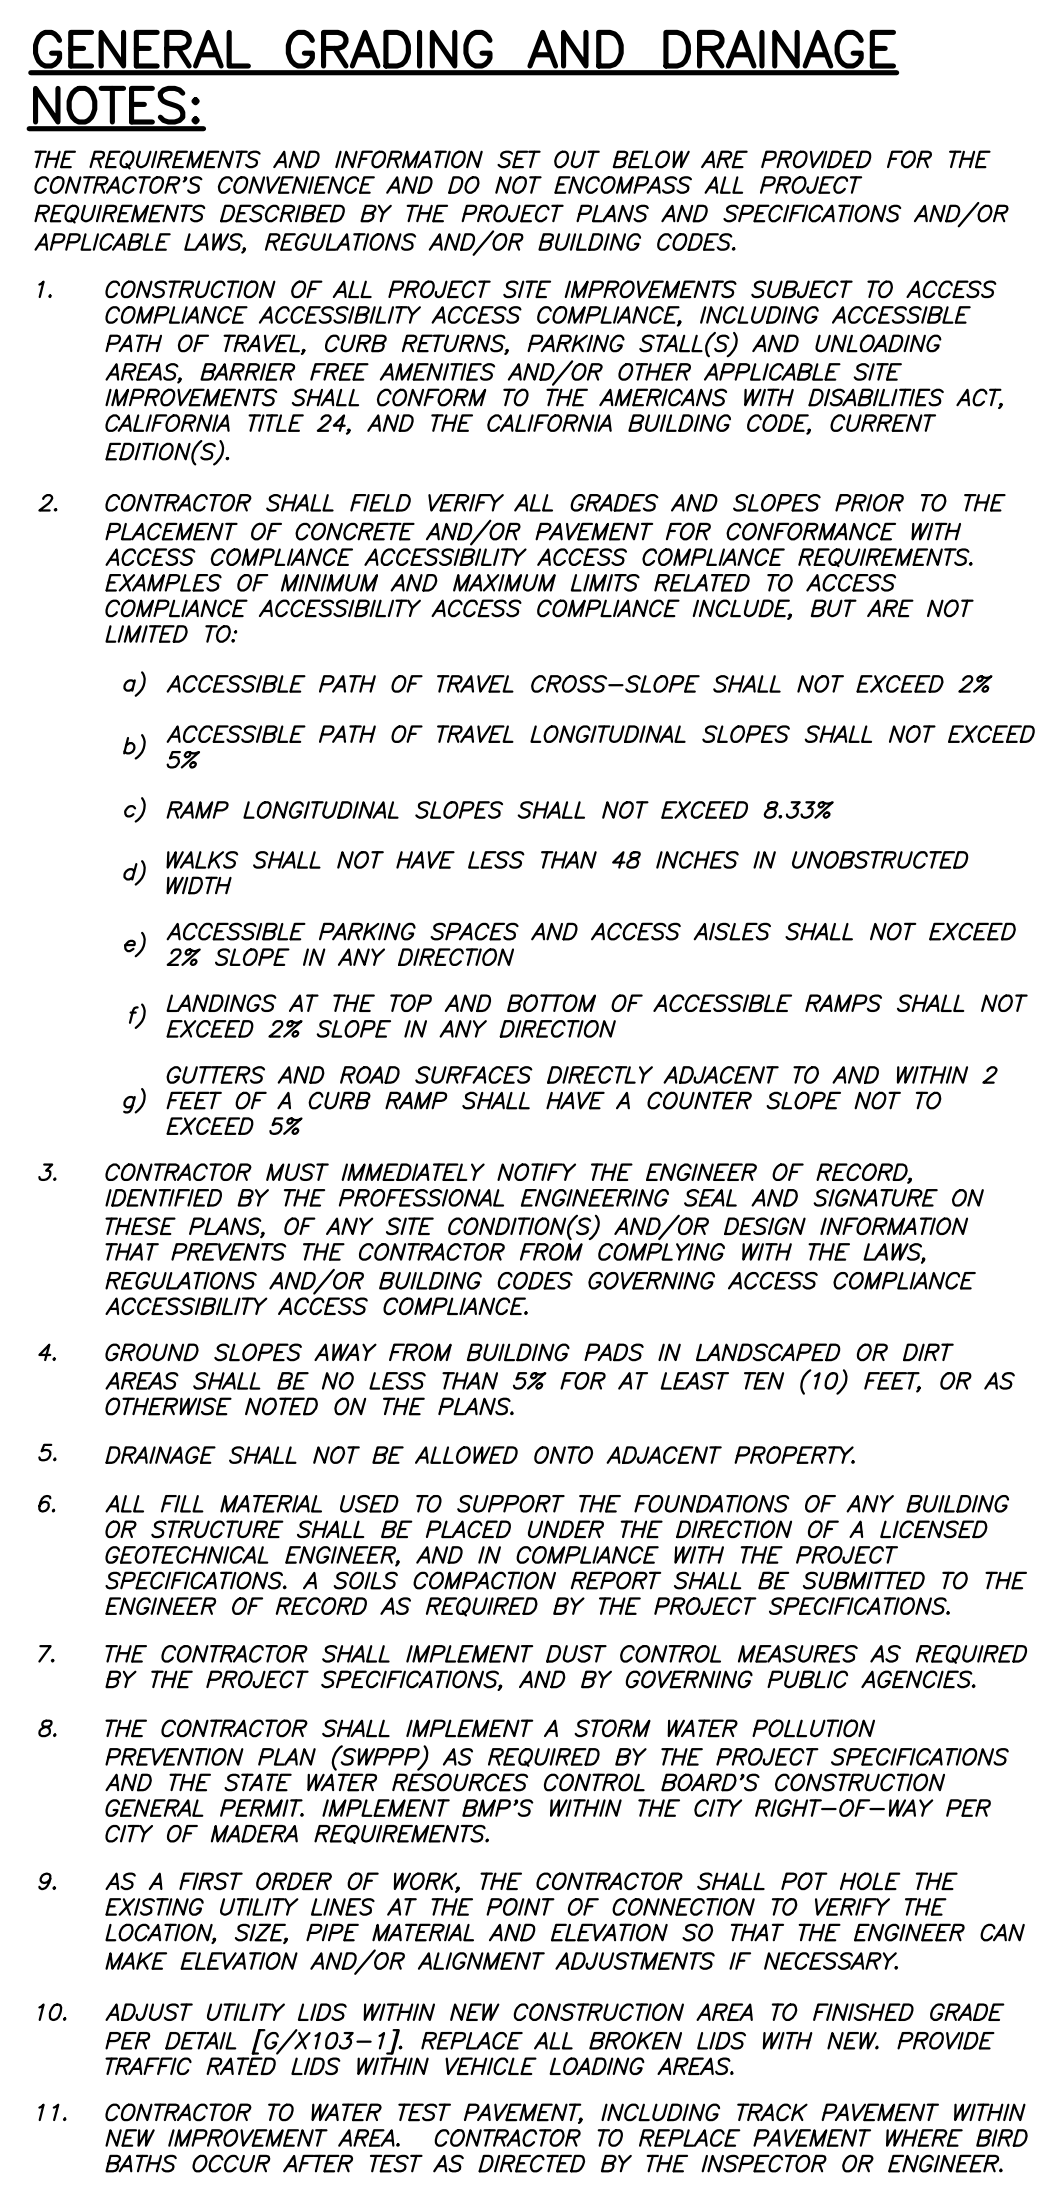 GENERAL GRADING AND DRAINAGE
NOTES:
THE REQUIREMENTS AND INFORMATION SET OUT BELOW ARE PROVIDED FOR THE
CONTRACTOR'S CONVENIENCE AND DO NOT ENCOMPASS ALL PROJECT
REQUIREMENTS DESCRIBED BY THE PROJECT PLANS AND SPECIFICATIONS AND/OR
APPLICABLE LAWS, REGULATIONS AND/OR BUILDING CODES.
1. CONSTRUCTION OF ALL PROJECT SITE IMPROVEMENTS SUBJECT TO ACCESS
COMPLIANCE ACCESSIBILITY ACCESS COMPLIANCE, INCLUDING ACCESSIBLE
PATH OF TRAVEL, CURB RETURNS, PARKING STALL(S) AND UNLOADING
AREAS, BARRIER FREE AMENITIES AND/OR OTHER APPLICABLE SITE
IMPROVEMENTS SHALL CONFORM TO THE AMERICANS WITH DISABILITIES ACT,
CALIFORNIA TITLE 24, AND THE CALIFORNIA BUILDING CODE, CURRENT
EDITION(S).
2. CONTRACTOR SHALL FIELD VERIFY ALL GRADES AND SLOPES PRIOR TO THE
PLACEMENT OF CONCRETE AND/OR PAVEMENT FOR CONFORMANCE WITH
ACCESS COMPLIANCE ACCESSIBILITY ACCESS COMPLIANCE REQUIREMENTS.
EXAMPLES OF MINIMUM AND MAXIMUM LIMITS RELATED TO ACCESS
COMPLIANCE ACCESSIBILITY ACCESS COMPLIANCE INCLUDE, BUT ARE NOT
LIMITED TO:
a) ACCESSIBLE PATH OF TRAVEL CROSS-SLOPE SHALL NOT EXCEED 2%
b) ACCESSIBLE PATH OF TRAVEL LONGITUDINAL SLOPES SHALL NOT EXCEED
5%
c) RAMP LONGITUDINAL SLOPES SHALL NOT EXCEED 8.33%
d) WALKS SHALL NOT HAVE LESS THAN 48 INCHES IN UNOBSTRUCTED
WIDTH
e) ACCESSIBLE PARKING SPACES AND ACCESS AISLES SHALL NOT EXCEED
2% SLOPE IN ANY DIRECTION
f) LANDINGS AT THE TOP AND BOTTOM OF ACCESSIBLE RAMPS SHALL NOT
EXCEED 2% SLOPE IN ANY DIRECTION
GUTTERS AND ROAD SURFACES DIRECTLY ADJACENT TO AND WITHIN 2
g) FEET OF A CURB RAMP SHALL HAVE A COUNTER SLOPE NOT TO
EXCEED 5%
3. CONTRACTOR MUST IMMEDIATELY NOTIFY THE ENGINEER OF RECORD,
IDENTIFIED BY THE PROFESSIONAL ENGINEERING SEAL AND SIGNATURE ON
THESE PLANS, OF ANY SITE CONDITION(S) AND/OR DESIGN INFORMATION
THAT PREVENTS THE CONTRACTOR FROM COMPLYING WITH THE LAWS,
REGULATIONS AND/OR BUILDING CODES GOVERNING ACCESS COMPLIANCE
ACCESSIBILITY ACCESS COMPLIANCE.
4. GROUND SLOPES AWAY FROM BUILDING PADS IN LANDSCAPED OR DIRT
AREAS SHALL BE NO LESS THAN 5% FOR AT LEAST TEN (10) FEET, OR AS
OTHERWISE NOTED ON THE PLANS.
5. DRAINAGE SHALL NOT BE ALLOWED ONTO ADJACENT PROPERTY.
6. ALL FILL MATERIAL USED TO SUPPORT THE FOUNDATIONS OF ANY BUILDING
OR STRUCTURE SHALL BE PLACED UNDER THE DIRECTION OF A LICENSED
GEOTECHNICAL ENGINEER, AND IN COMPLIANCE WITH THE PROJECT
SPECIFICATIONS. A SOILS COMPACTION REPORT SHALL BE SUBMITTED TO THE
ENGINEER OF RECORD AS REQUIRED BY THE PROJECT SPECIFICATIONS.
7. THE CONTRACTOR SHALL IMPLEMENT DUST CONTROL MEASURES AS REQUIRED
BY THE PROJECT SPECIFICATIONS, AND BY GOVERNING PUBLIC AGENCIES.
8. THE CONTRACTOR SHALL IMPLEMENT A STORM WATER POLLUTION
PREVENTION PLAN (SWPPP) AS REQUIRED BY THE PROJECT SPECIFICATIONS
AND THE STATE WATER RESOURCES CONTROL BOARD'S CONSTRUCTION
GENERAL PERMIT. IMPLEMENT BMP'S WITHIN THE CITY RIGHT-OF-WAY PER
CITY OF MADERA REQUIREMENTS.
9. AS A FIRST ORDER OF WORK, THE CONTRACTOR SHALL POT HOLE THE
EXISTING UTILITY LINES AT THE POINT OF CONNECTION TO VERIFY THE
LOCATION, SIZE, PIPE MATERIAL AND ELEVATION SO THAT THE ENGINEER CAN
MAKE ELEVATION AND/OR ALIGNMENT ADJUSTMENTS IF NECESSARY.
10. ADJUST UTILITY LIDS WITHIN NEW CONSTRUCTION AREA TO FINISHED GRADE
PER DETAIL [G/X103-1]. REPLACE ALL BROKEN LIDS WITH NEW. PROVIDE
TRAFFIC RATED LIDS WITHIN VEHICLE LOADING AREAS.
11. CONTRACTOR TO WATER TEST PAVEMENT, INCLUDING TRACK PAVEMENT WITHIN
NEW IMPROVEMENT AREA. CONTRACTOR TO REPLACE PAVEMENT WHERE BIRD
BATHS OCCUR AFTER TEST AS DIRECTED BY THE INSPECTOR OR ENGINEER.